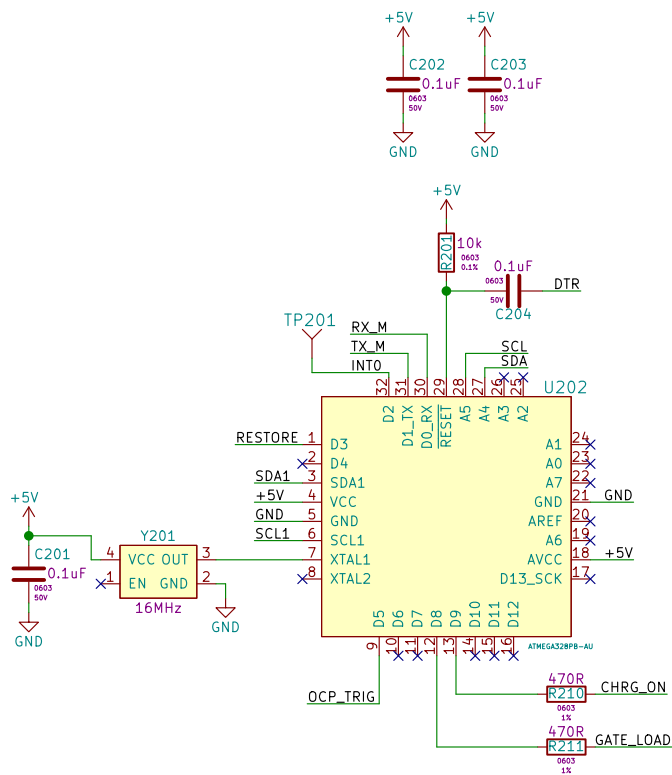 +5V
+5V
C202
C203
0.1uF
0.1uF
0603
0603
50V
50V
GND
GND
+5V
R201
10k
0603
0.1%
0.1uF
0603
50V
DTR
C204
TP201
RX_M
TX_M
INT0
SCL
SDA
32
31
30
29
28
27
26
25
U202
D2
D1_TX
D0_RX
RESET
A5
A4
A3
A2
RESTORE
1
D3
A1
24
2
D4
A0
23
SDA1
3
SDA1
A7
22
+5V
4
VCC
GND
21
GND
GND
5
GND
AREF
20
SCL1
6
SCL1
A6
19
7
XTAL1
AVCC
18
+5V
8
XTAL2
D13_SCK
17
+5V
C201
0.1uF
0603
50V
GND
Y201
4
VCC
OUT
3
1
EN
GND
2
16MHz
GND
D5
D6
D7
D8
D9
D10
D11
D12
9
10
11
12
13
14
15
16
ATMEGA328PB-AU
OCP_TRIG
470R
R210
0603
1%
CHRG_ON
470R
R211
0603
1%
GATE_LOAD